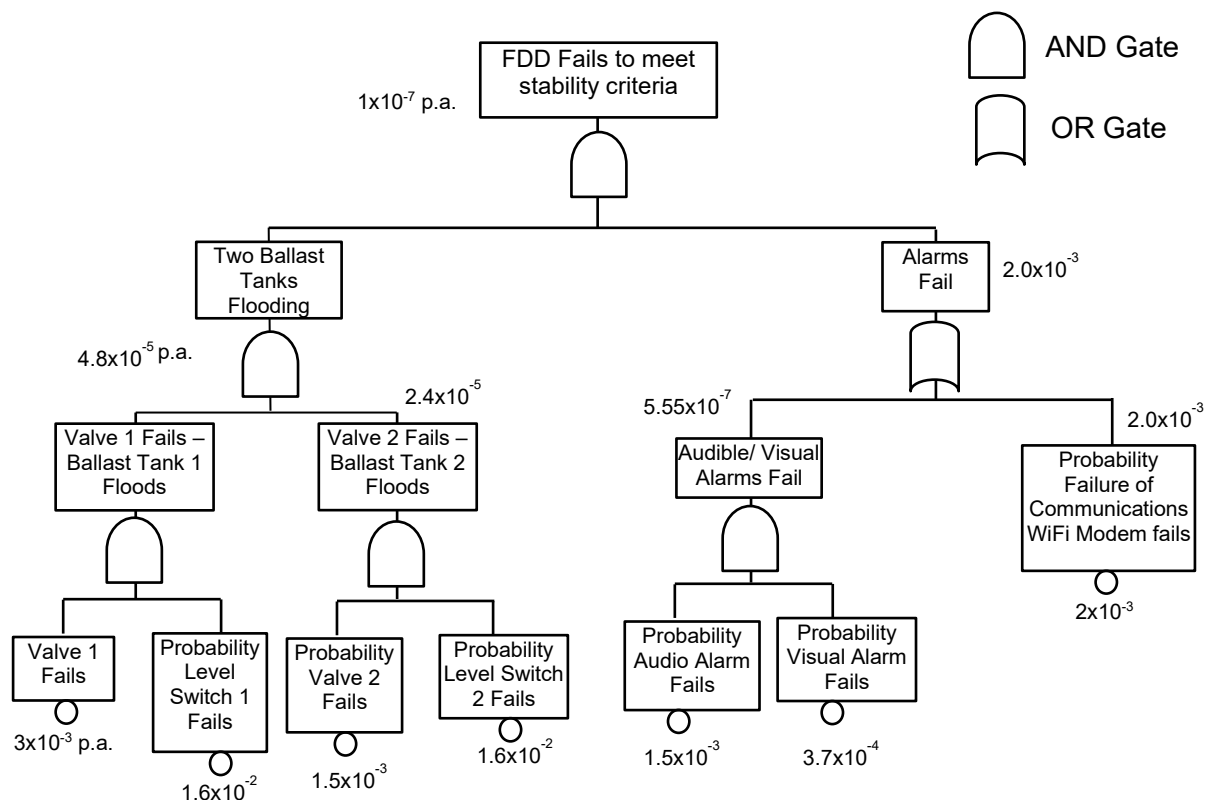 FDD Fails to meet
stability criteria
1x10⁻⁷ p.a.
AND Gate
OR Gate
Two Ballast
Tanks
Flooding
Alarms
Fail
2.0x10⁻³
4.8x10⁻⁵ p.a.
2.4x10⁻⁵
5.55x10⁻⁷
2.0x10⁻³
Valve 1 Fails –
Ballast Tank 1
Floods
Valve 2 Fails –
Ballast Tank 2
Floods
Audible/ Visual
Alarms Fail
Probability
Failure of
Communications
WiFi Modem fails
2x10⁻³
Valve 1
Fails
3x10⁻³ p.a.
Probability
Level
Switch 1
Fails
1.6x10⁻²
Probability
Valve 2
Fails
1.5x10⁻³
Probability
Level Switch
2 Fails
1.6x10⁻²
Probability
Audio Alarm
Fails
1.5x10⁻³
Probability
Visual Alarm
Fails
3.7x10⁻⁴